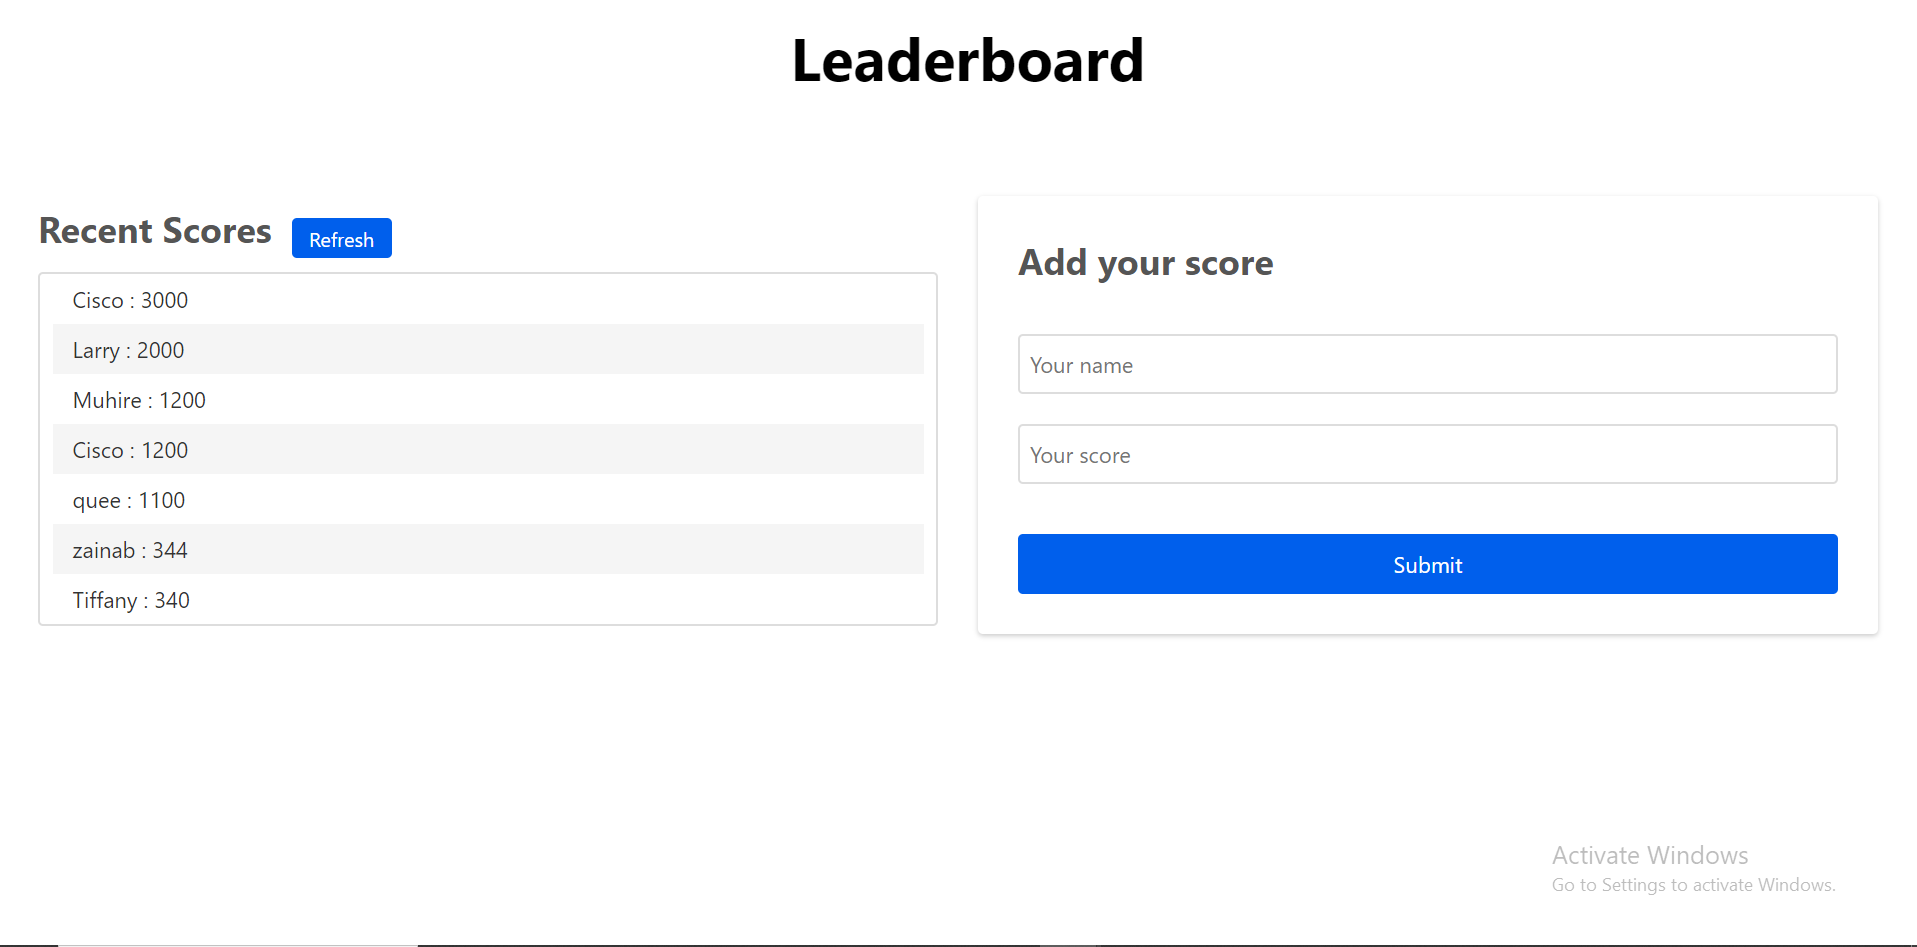 Leaderboard
Recent Scores
Refresh
Cisco : 3000
Larry : 2000
Muhire : 1200
Cisco : 1200
quee : 1100
zainab : 344
Tiffany : 340
Add your score
Your name
Your score
Submit
Activate Windows
Go to Settings to activate Windows.